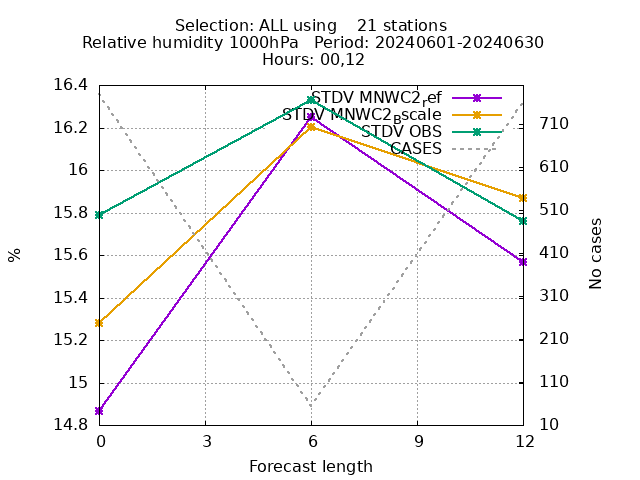 Selection: ALL using    21 stations
Relative humidity 1000hPa   Period: 20240601-20240630
Hours: 00,12
STDV MNWC2ref
STDV MNWC2Bscale
STDV OBS
CASES
16.4
16.2
16
15.8
15.6
15.4
15.2
15
14.8
%
710
610
510
410
310
210
110
10
No cases
0 3 6 9 12
Forecast length